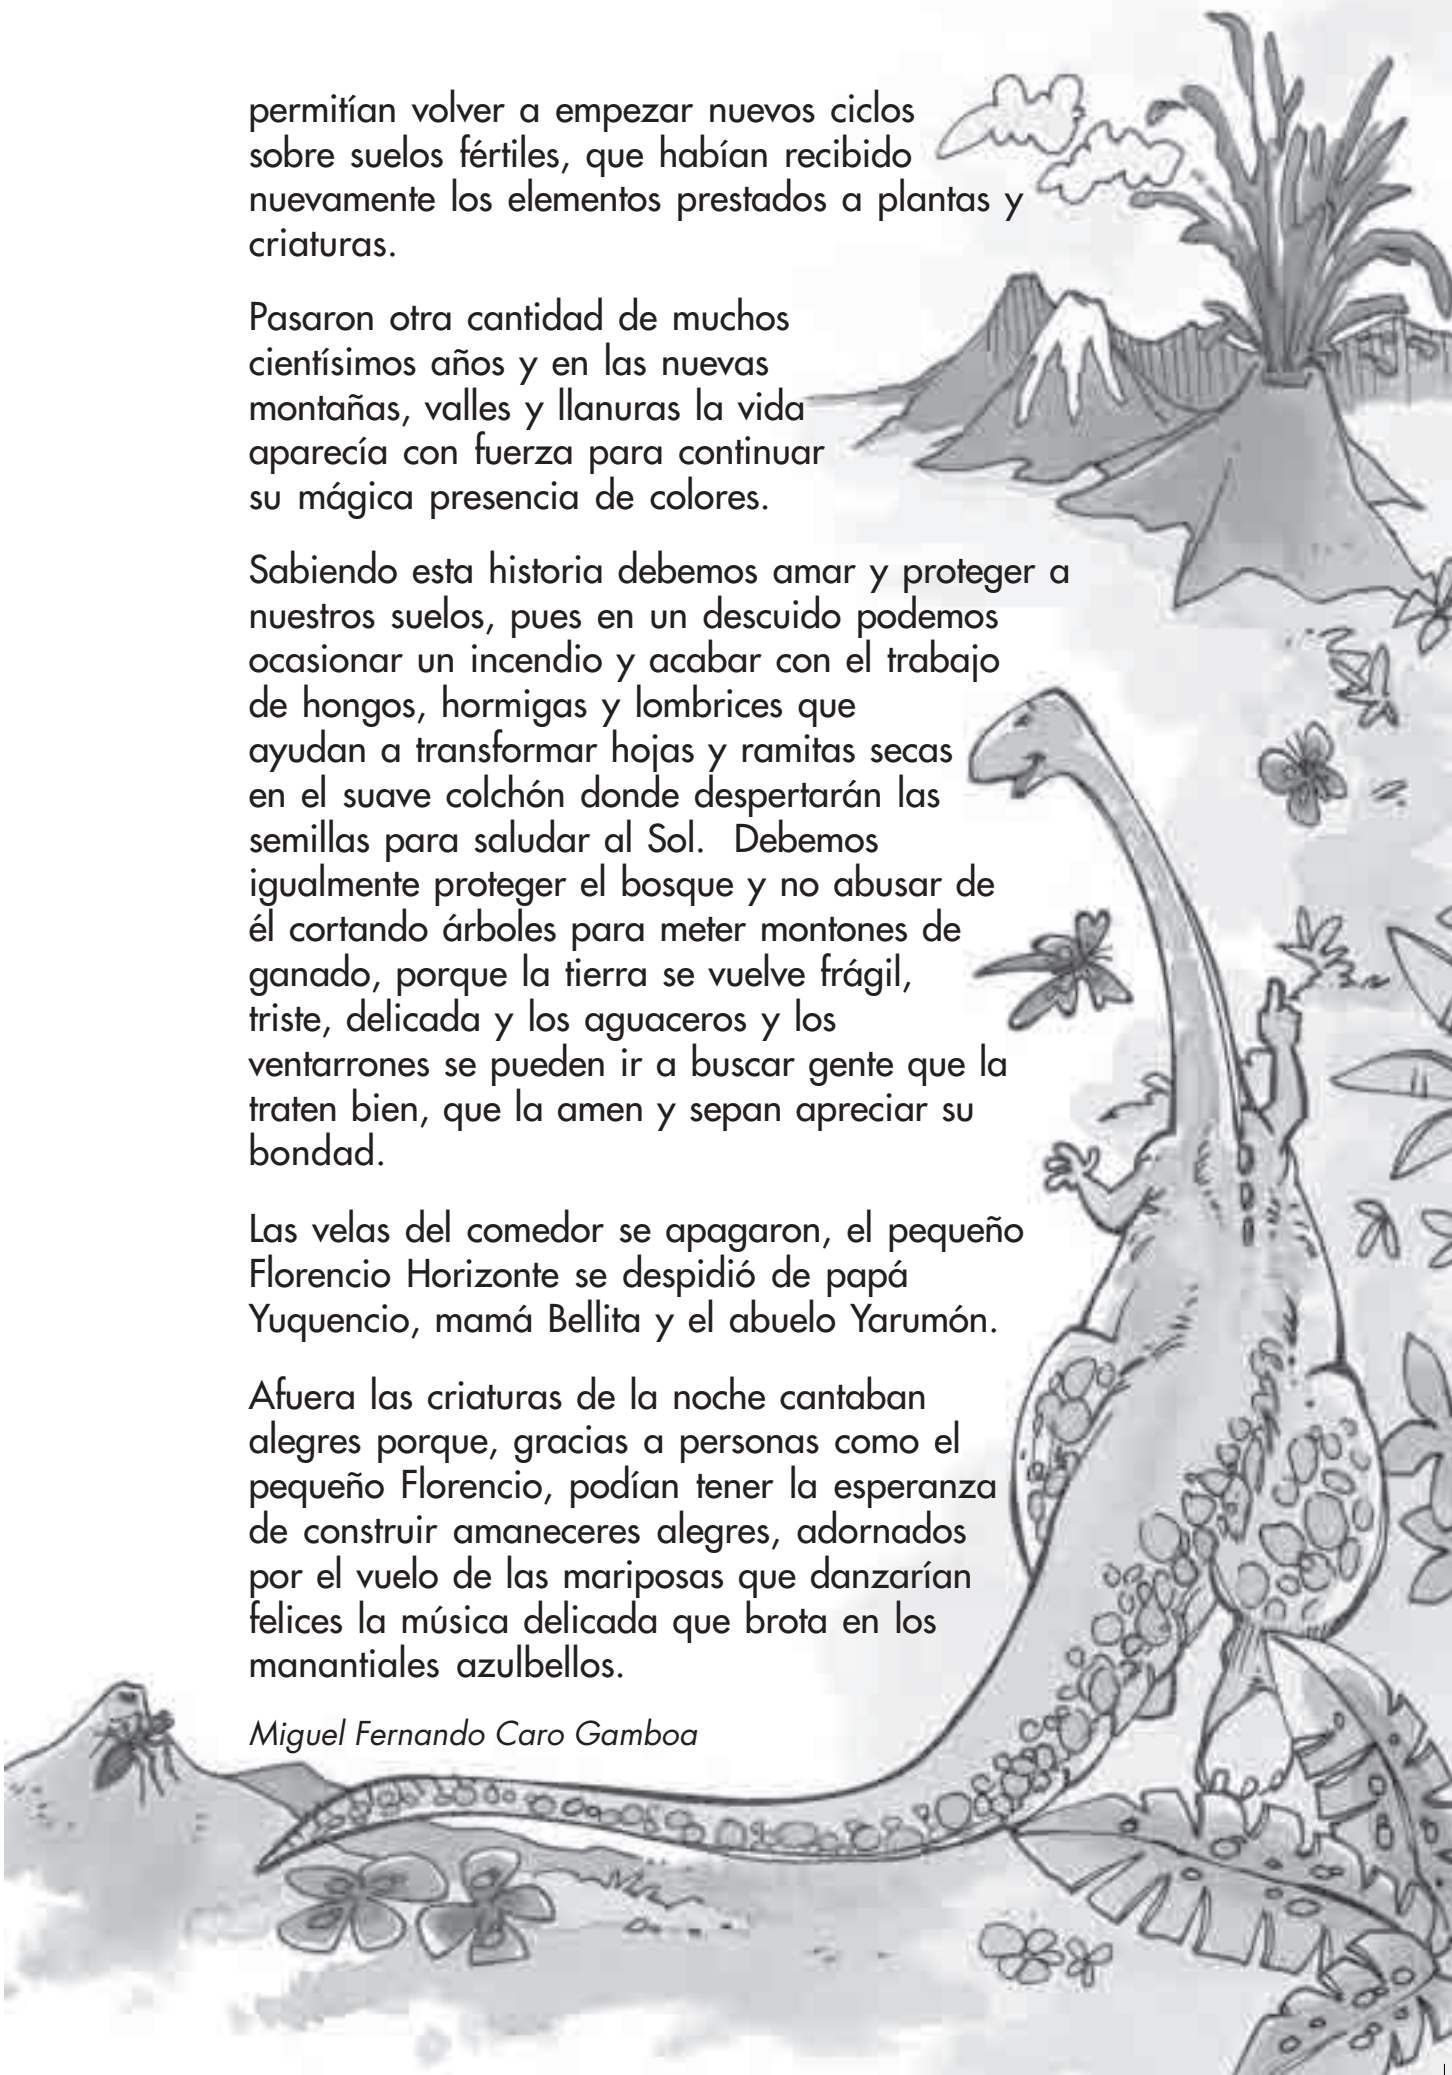 permitían volver a empezar nuevos ciclos
sobre suelos fértiles, que habían recibido
nuevamente los elementos prestados a plantas y
criaturas.
Pasaron otra cantidad de muchos
cientísimos años y en las nuevas
montañas, valles y llanuras la vida
aparecía con fuerza para continuar
su mágica presencia de colores.
Sabiendo esta historia debemos amar y proteger a
nuestros suelos, pues en un descuido podemos
ocasionar un incendio y acabar con el trabajo
de hongos, hormigas y lombrices que
ayudan a transformar hojas y ramitas secas
en el suave colchón donde despertarán las
semillas para saludar al Sol.  Debemos
igualmente proteger el bosque y no abusar de
él cortando árboles para meter montones de
ganado, porque la tierra se vuelve frágil,
triste, delicada y los aguaceros y los
ventarrones se pueden ir a buscar gente que la
traten bien, que la amen y sepan apreciar su
bondad.
Las velas del comedor se apagaron, el pequeño
Florencio Horizonte se despidió de papá
Yuquencio, mamá Bellita y el abuelo Yarumón.
Afuera las criaturas de la noche cantaban
alegres porque, gracias a personas como el
pequeño Florencio, podían tener la esperanza
de construir amaneceres alegres, adornados
por el vuelo de las mariposas que danzarían
felices la música delicada que brota en los
manantiales azulbellos.
Miguel Fernando Caro Gamboa